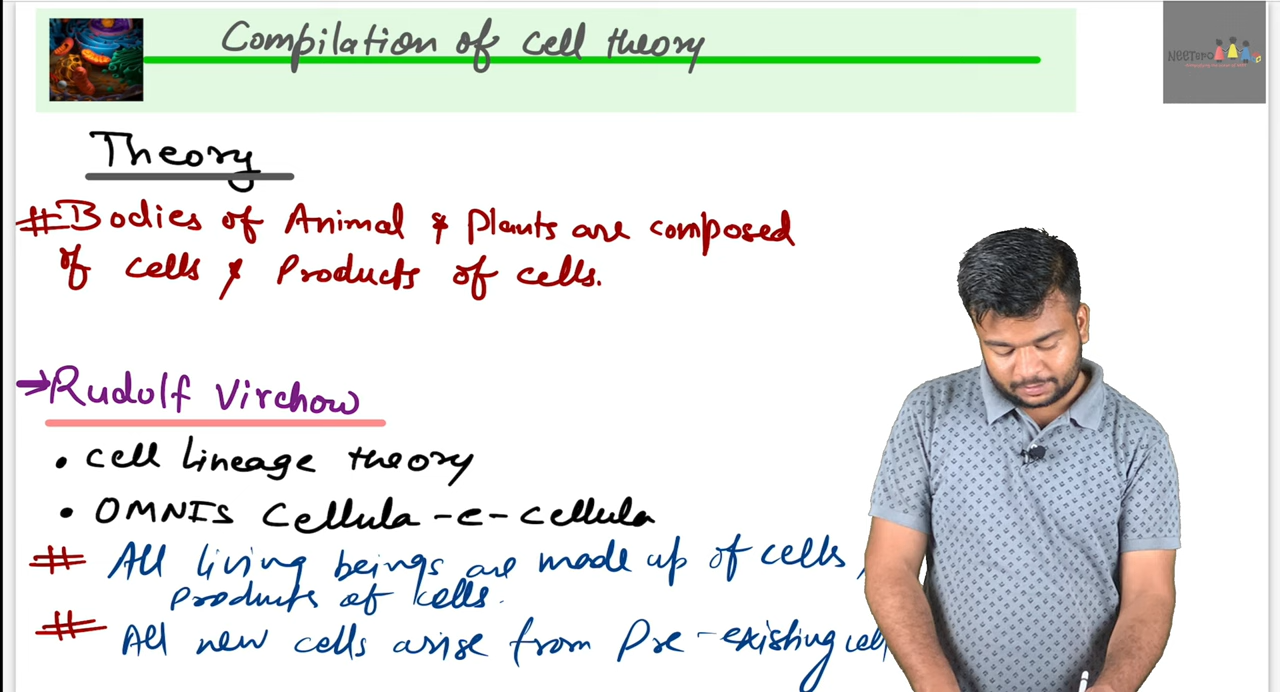 Compilation of cell theory
NEETPRO
Theory
# Bodies of Animal & Plants are composed
of cells & Products of cells.
→ Rudolf Virchow
• cell Lineage theory
• OMNIS Cellula-e-cellula
# All living beings are made up of cells,
Products of cells.
# All new cells arise from Pre-existing cell